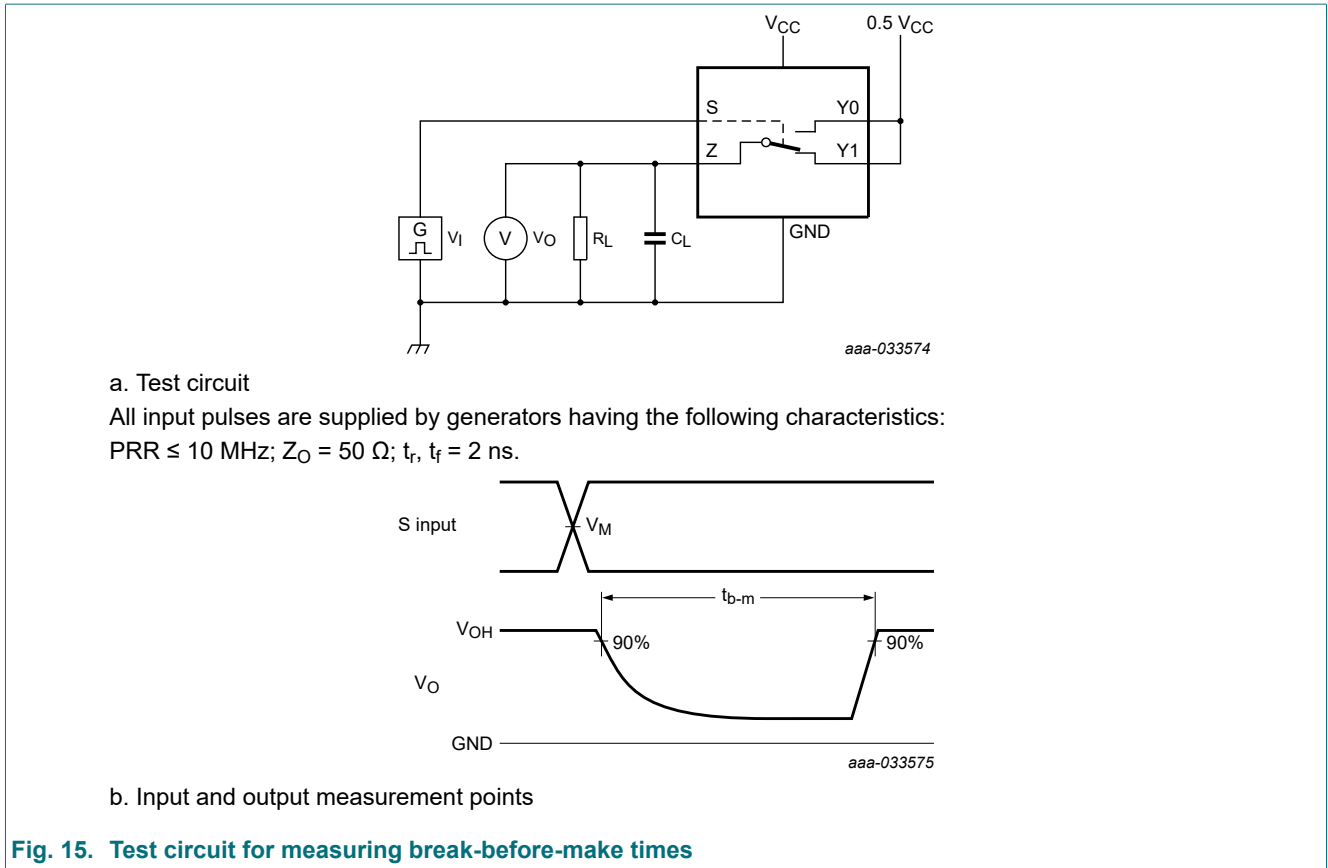 VCC
0.5 VCC
S
Y0
Z
Y1
G
VI
V
VO
RL
CL
GND
aaa-033574
a. Test circuit
All input pulses are supplied by generators having the following characteristics:
PRR ≤ 10 MHz; ZO = 50 Ω; tr, tf = 2 ns.
S input
VM
tb-m
VOH
90%
90%
VO
GND
aaa-033575
b. Input and output measurement points
Fig. 15. Test circuit for measuring break-before-make times